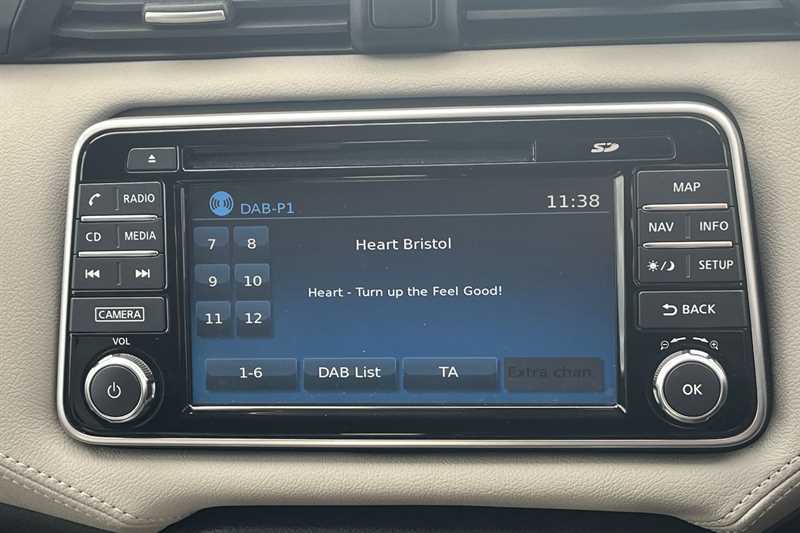 SD
RADIO
CD MEDIA
CAMERA
VOL
DAB-P1 11:38
7 8
9 10
11 12
Heart Bristol
Heart - Turn up the Feel Good!
1-6 DAB List TA Extra chan.
MAP
NAV INFO
SETUP
BACK
OK